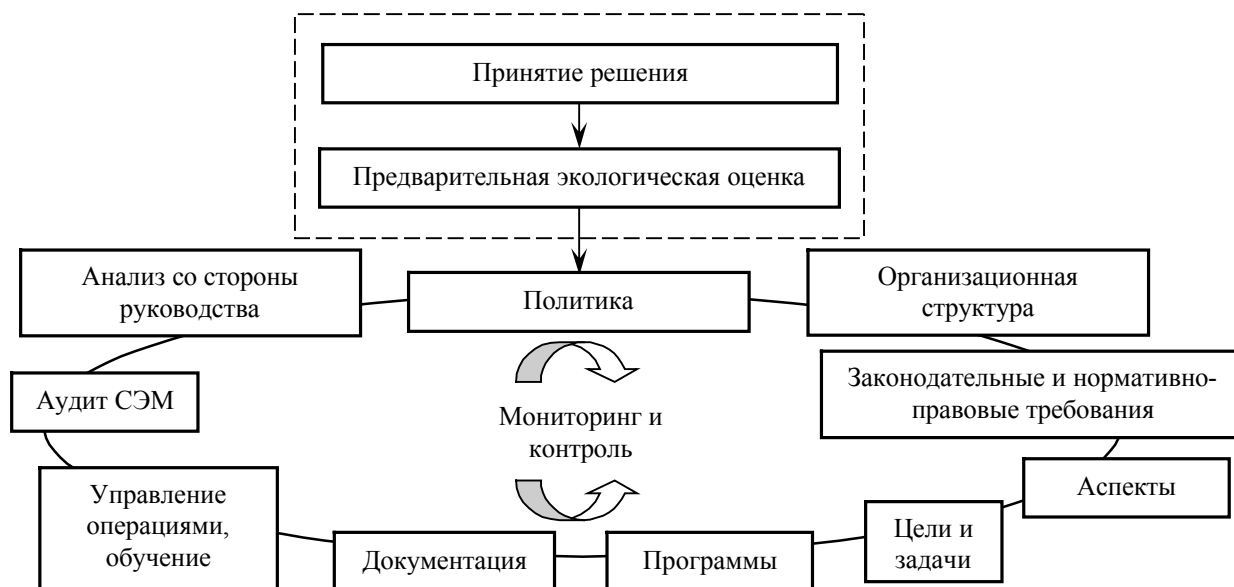 Принятие решения
Предварительная экологическая оценка
Анализ со стороны
руководства
Политика
Организационная
структура
Аудит СЭМ
Мониторинг и
контроль
Законодательные и нормативно-
правовые требования
Управление
операциями,
обучение
Документация
Программы
Цели и
задачи
Аспекты